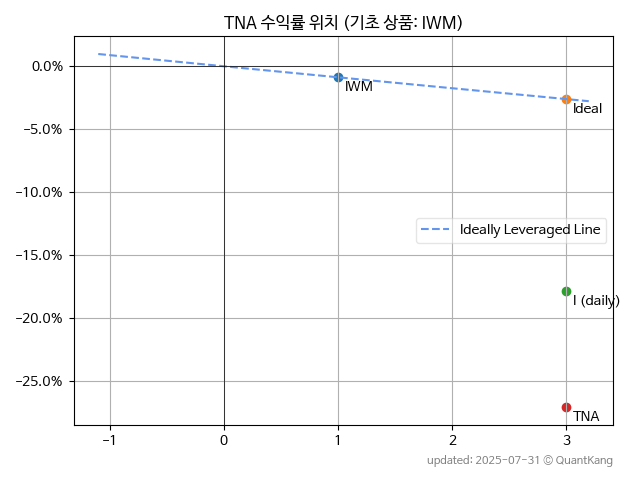 TNA 수익률 위치 (기초 상품: IWM)
0.0%
IWM
Ideal
−5.0%
−10.0%
Ideally Leveraged Line
−15.0%
I (daily)
−20.0%
−25.0%
TNA
−1
0
1
2
3
updated: 2025-07-31 © QuantKang